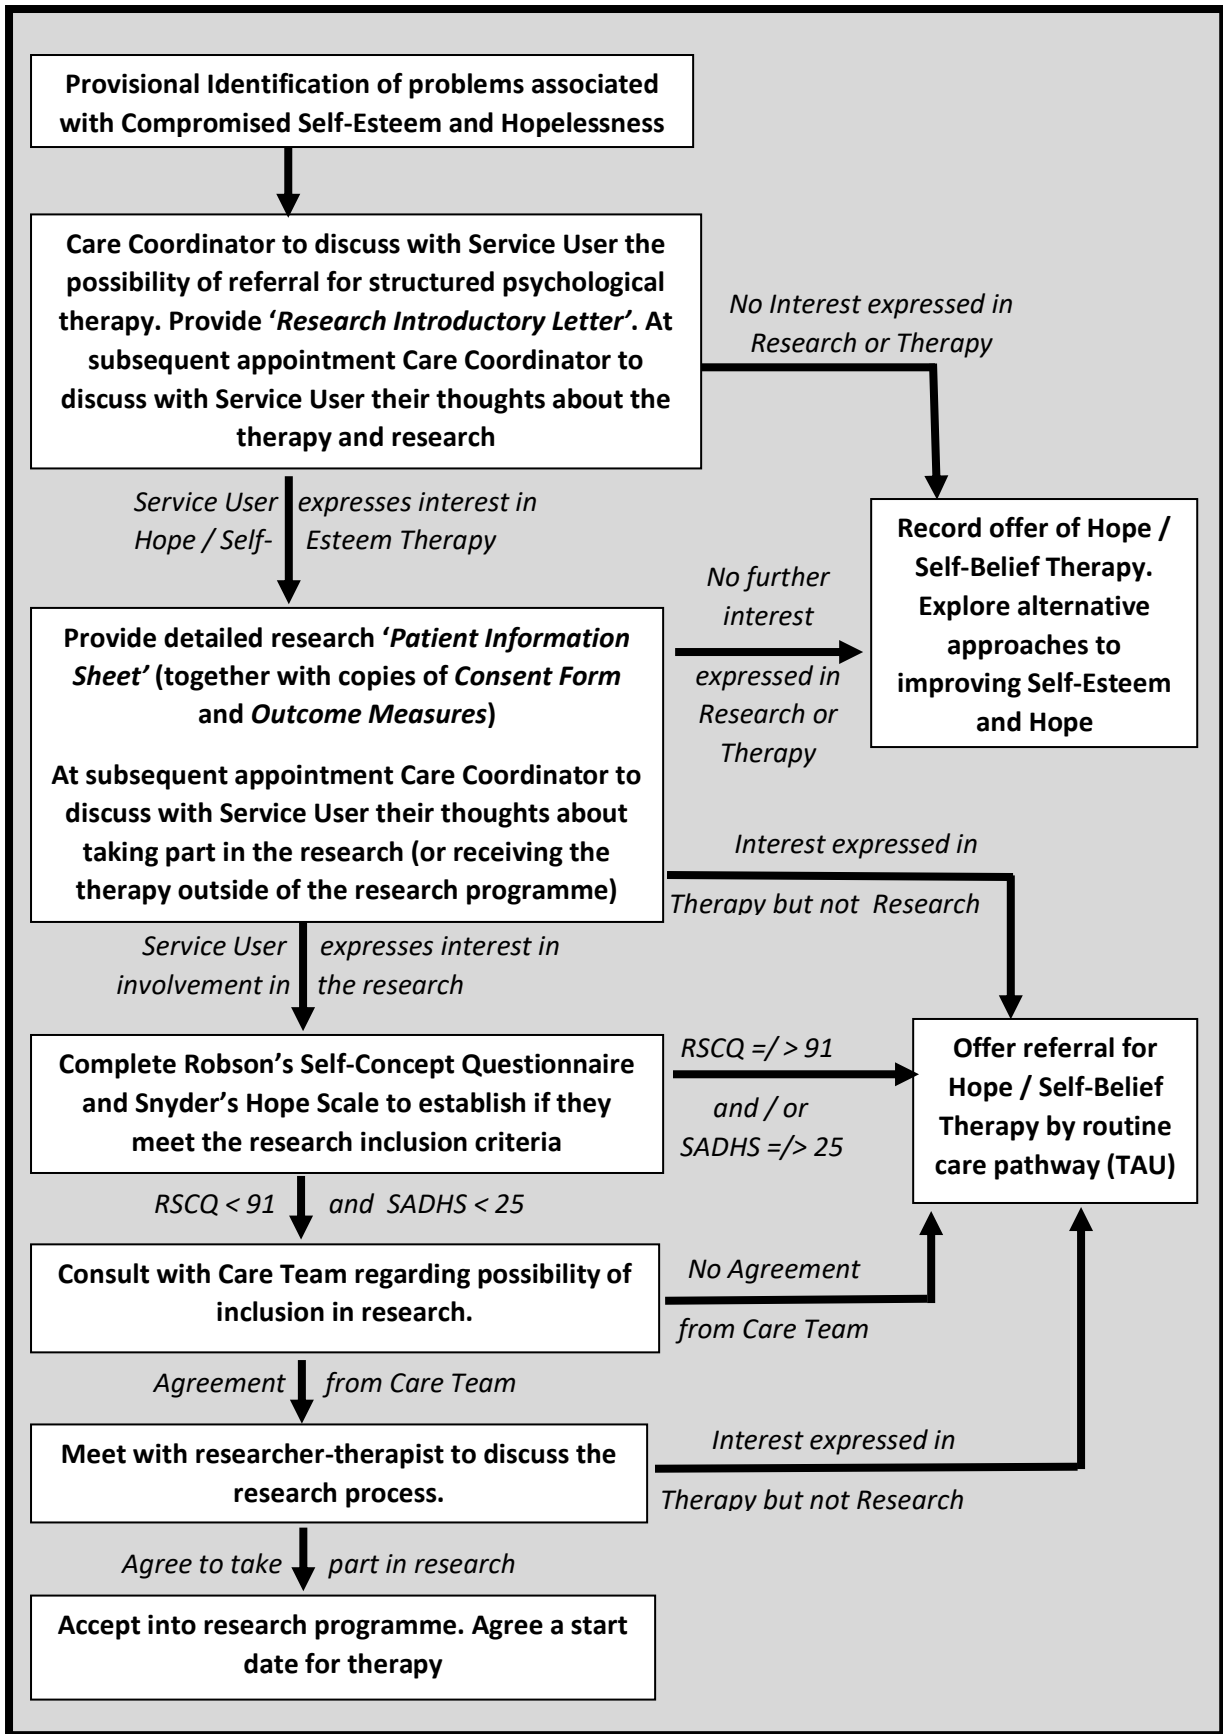 Provisional Identification of problems associated
with Compromised Self-Esteem and Hopelessness
Care Coordinator to discuss with Service User the
possibility of referral for structured psychological
therapy. Provide ‘Research Introductory Letter’. At
subsequent appointment Care Coordinator to
discuss with Service User their thoughts about the
therapy and research
No Interest expressed in
Research or Therapy
Service User expresses interest in
Hope / Self- Esteem Therapy
Record offer of Hope /
Self-Belief Therapy.
Explore alternative
approaches to
improving Self-Esteem
and Hope
No further
interest
expressed in
Research or
Therapy
Provide detailed research ‘Patient Information
Sheet’ (together with copies of Consent Form
and Outcome Measures)
At subsequent appointment Care Coordinator to
discuss with Service User their thoughts about
taking part in the research (or receiving the
therapy outside of the research programme)
Interest expressed in
Therapy but not Research
Service User expresses interest in
involvement in the research
Complete Robson’s Self-Concept Questionnaire
and Snyder’s Hope Scale to establish if they
meet the research inclusion criteria
RSCQ =/ > 91
and / or
SADHS =/> 25
Offer referral for
Hope / Self-Belief
Therapy by routine
care pathway (TAU)
RSCQ < 91 and SADHS < 25
Consult with Care Team regarding possibility of
inclusion in research.
No Agreement
from Care Team
Agreement from Care Team
Meet with researcher-therapist to discuss the
research process.
Interest expressed in
Therapy but not Research
Agree to take part in research
Accept into research programme. Agree a start
date for therapy